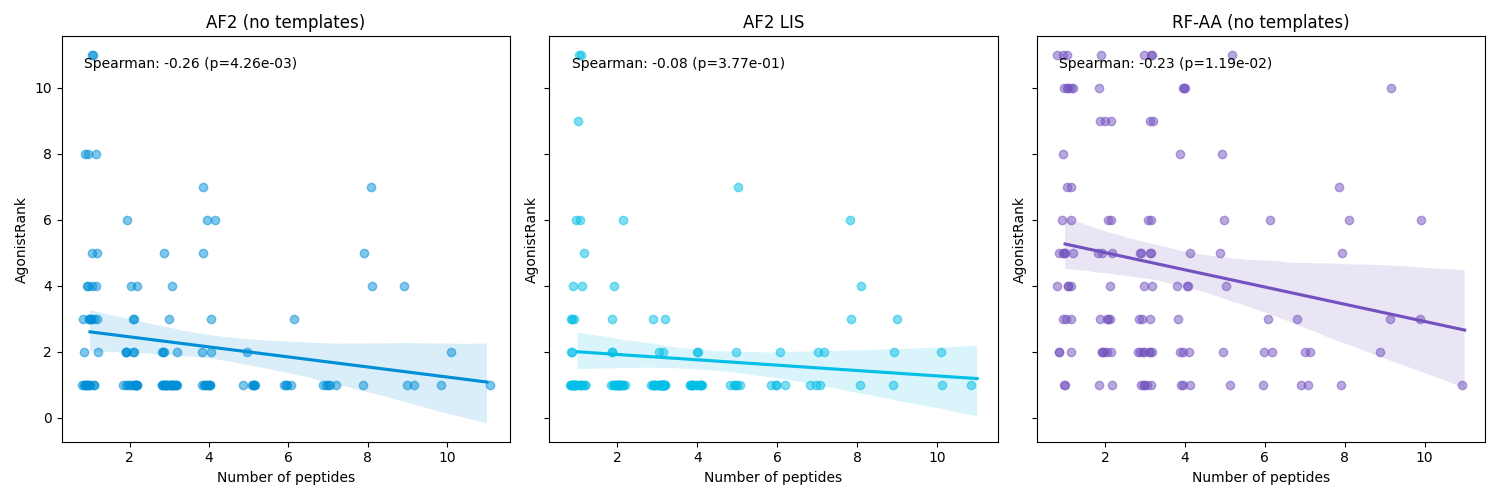 AF2 (no templates)
AF2 LIS
RF-AA (no templates)
Spearman: -0.26 (p=4.26e-03)
Spearman: -0.08 (p=3.77e-01)
Spearman: -0.23 (p=1.19e-02)
10
8
6
4
2
0
AgonistRank
AgonistRank
AgonistRank
2 4 6 8 10
2 4 6 8 10
2 4 6 8 10
Number of peptides
Number of peptides
Number of peptides